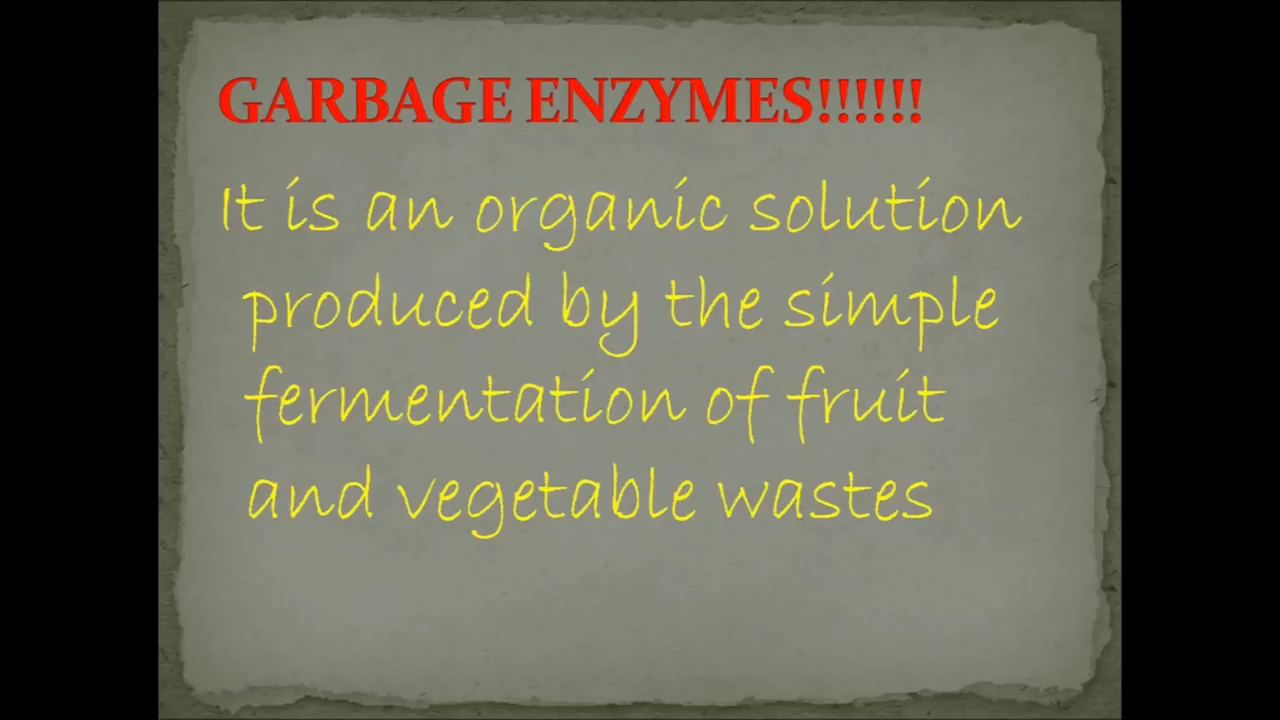 GARBAGE ENZYMES!!!!!!
It is an organic solution
produced by the simple
fermentation of fruit
and vegetable wastes